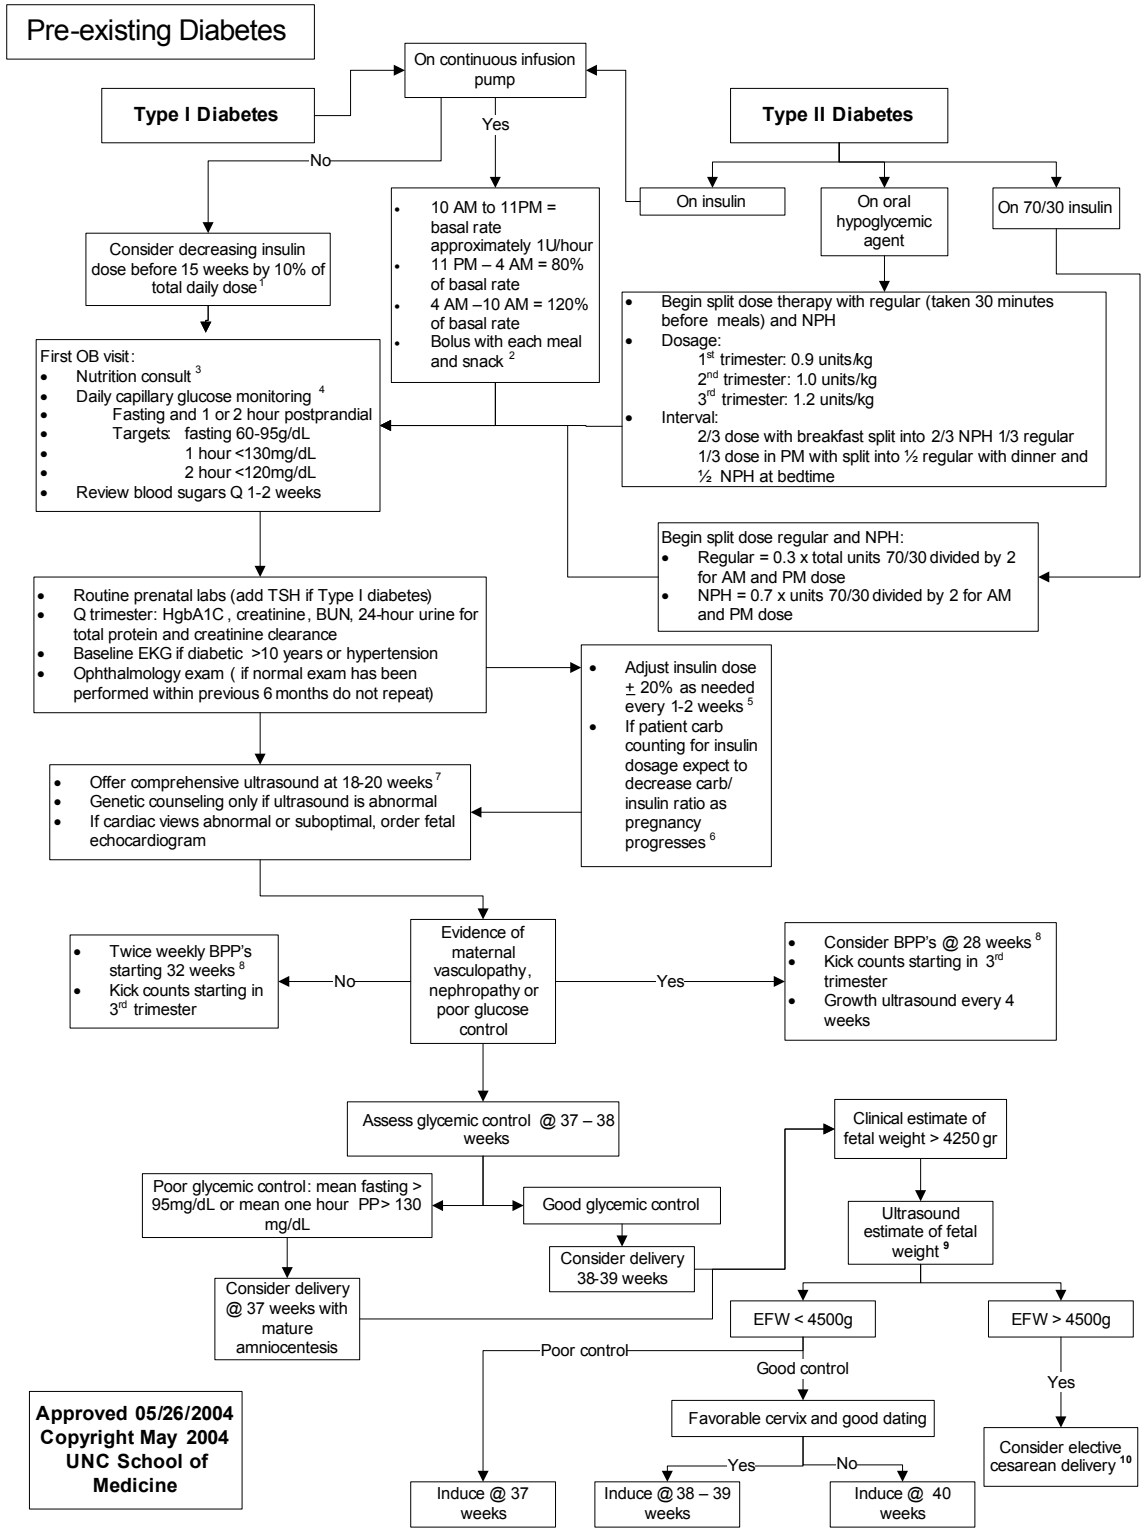 Pre-existing Diabetes
On continuous infusion
pump
Type I Diabetes
Type II Diabetes
Yes
No
On insulin
On oral
hypoglycemic
agent
On 70/30 insulin
Consider decreasing insulin
dose before 15 weeks by 10% of
total daily dose 1
• 10 AM to 11PM =
basal rate
approximately 1U/hour
• 11 PM – 4 AM = 80%
of basal rate
• 4 AM –10 AM = 120%
of basal rate
• Bolus with each meal
and snack 2
• Begin split dose therapy with regular (taken 30 minutes
before meals) and NPH
• Dosage:
1st trimester: 0.9 units/kg
2nd trimester: 1.0 units/kg
3rd trimester: 1.2 units/kg
• Interval:
2/3 dose with breakfast split into 2/3 NPH 1/3 regular
1/3 dose in PM with split into ½ regular with dinner and
½ NPH at bedtime
First OB visit:
• Nutrition consult 3
• Daily capillary glucose monitoring 4
• Fasting and 1 or 2 hour postprandial
• Targets: fasting 60-95g/dL
• 1 hour <130mg/dL
• 2 hour <120mg/dL
• Review blood sugars Q 1-2 weeks
Begin split dose regular and NPH:
• Regular = 0.3 x total units 70/30 divided by 2
for AM and PM dose
• NPH = 0.7 x units 70/30 divided by 2 for AM
and PM dose
• Routine prenatal labs (add TSH if Type I diabetes)
• Q trimester: HgbA1C, creatinine, BUN, 24-hour urine for
total protein and creatinine clearance
• Baseline EKG if diabetic >10 years or hypertension
• Ophthalmology exam ( if normal exam has been
performed within previous 6 months do not repeat)
• Adjust insulin dose
± 20% as needed
every 1-2 weeks 5
• If patient carb
counting for insulin
dosage expect to
decrease carb/
insulin ratio as
pregnancy
progresses 6
• Offer comprehensive ultrasound at 18-20 weeks 7
• Genetic counseling only if ultrasound is abnormal
• If cardiac views abnormal or suboptimal, order fetal
echocardiogram
Evidence of
maternal
vasculopathy,
nephropathy or
poor glucose
control
No
Yes
• Twice weekly BPP's
starting 32 weeks 8
• Kick counts starting in
3rd trimester
• Consider BPP's @ 28 weeks 8
• Kick counts starting in 3rd
trimester
• Growth ultrasound every 4
weeks
Assess glycemic control @ 37 – 38
weeks
Clinical estimate of
fetal weight > 4250 gr
Poor glycemic control: mean fasting >
95mg/dL or mean one hour PP> 130
mg/dL
Good glycemic control
Ultrasound
estimate of fetal
weight 9
Consider delivery
38-39 weeks
Consider delivery
@ 37 weeks with
mature
amniocentesis
EFW < 4500g
EFW > 4500g
Poor control
Good control
Yes
Favorable cervix and good dating
Consider elective
cesarean delivery 10
Yes
No
Induce @ 37
weeks
Induce @ 38 – 39
weeks
Induce @ 40
weeks
Approved 05/26/2004
Copyright May 2004
UNC School of
Medicine